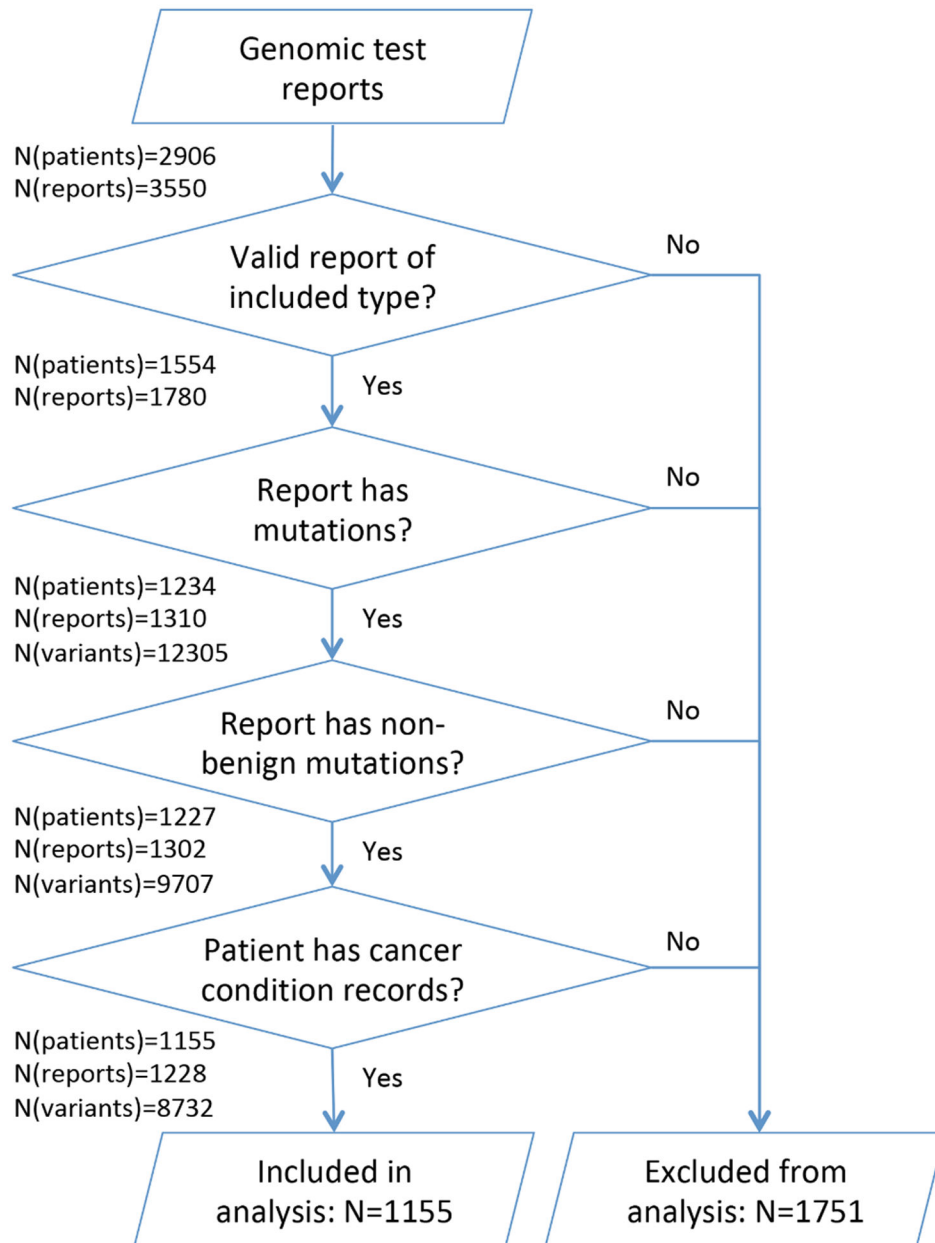 Genomic test
reports
N(patients)=2906
N(reports)=3550
Valid report of
included type?
No
N(patients)=1554
N(reports)=1780
Yes
Report has
mutations?
No
N(patients)=1234
N(reports)=1310
N(variants)=12305
Yes
Report has non-
benign mutations?
No
N(patients)=1227
N(reports)=1302
N(variants)=9707
Yes
Patient has cancer
condition records?
No
N(patients)=1155
N(reports)=1228
N(variants)=8732
Yes
Included in
analysis: N=1155
Excluded from
analysis: N=1751